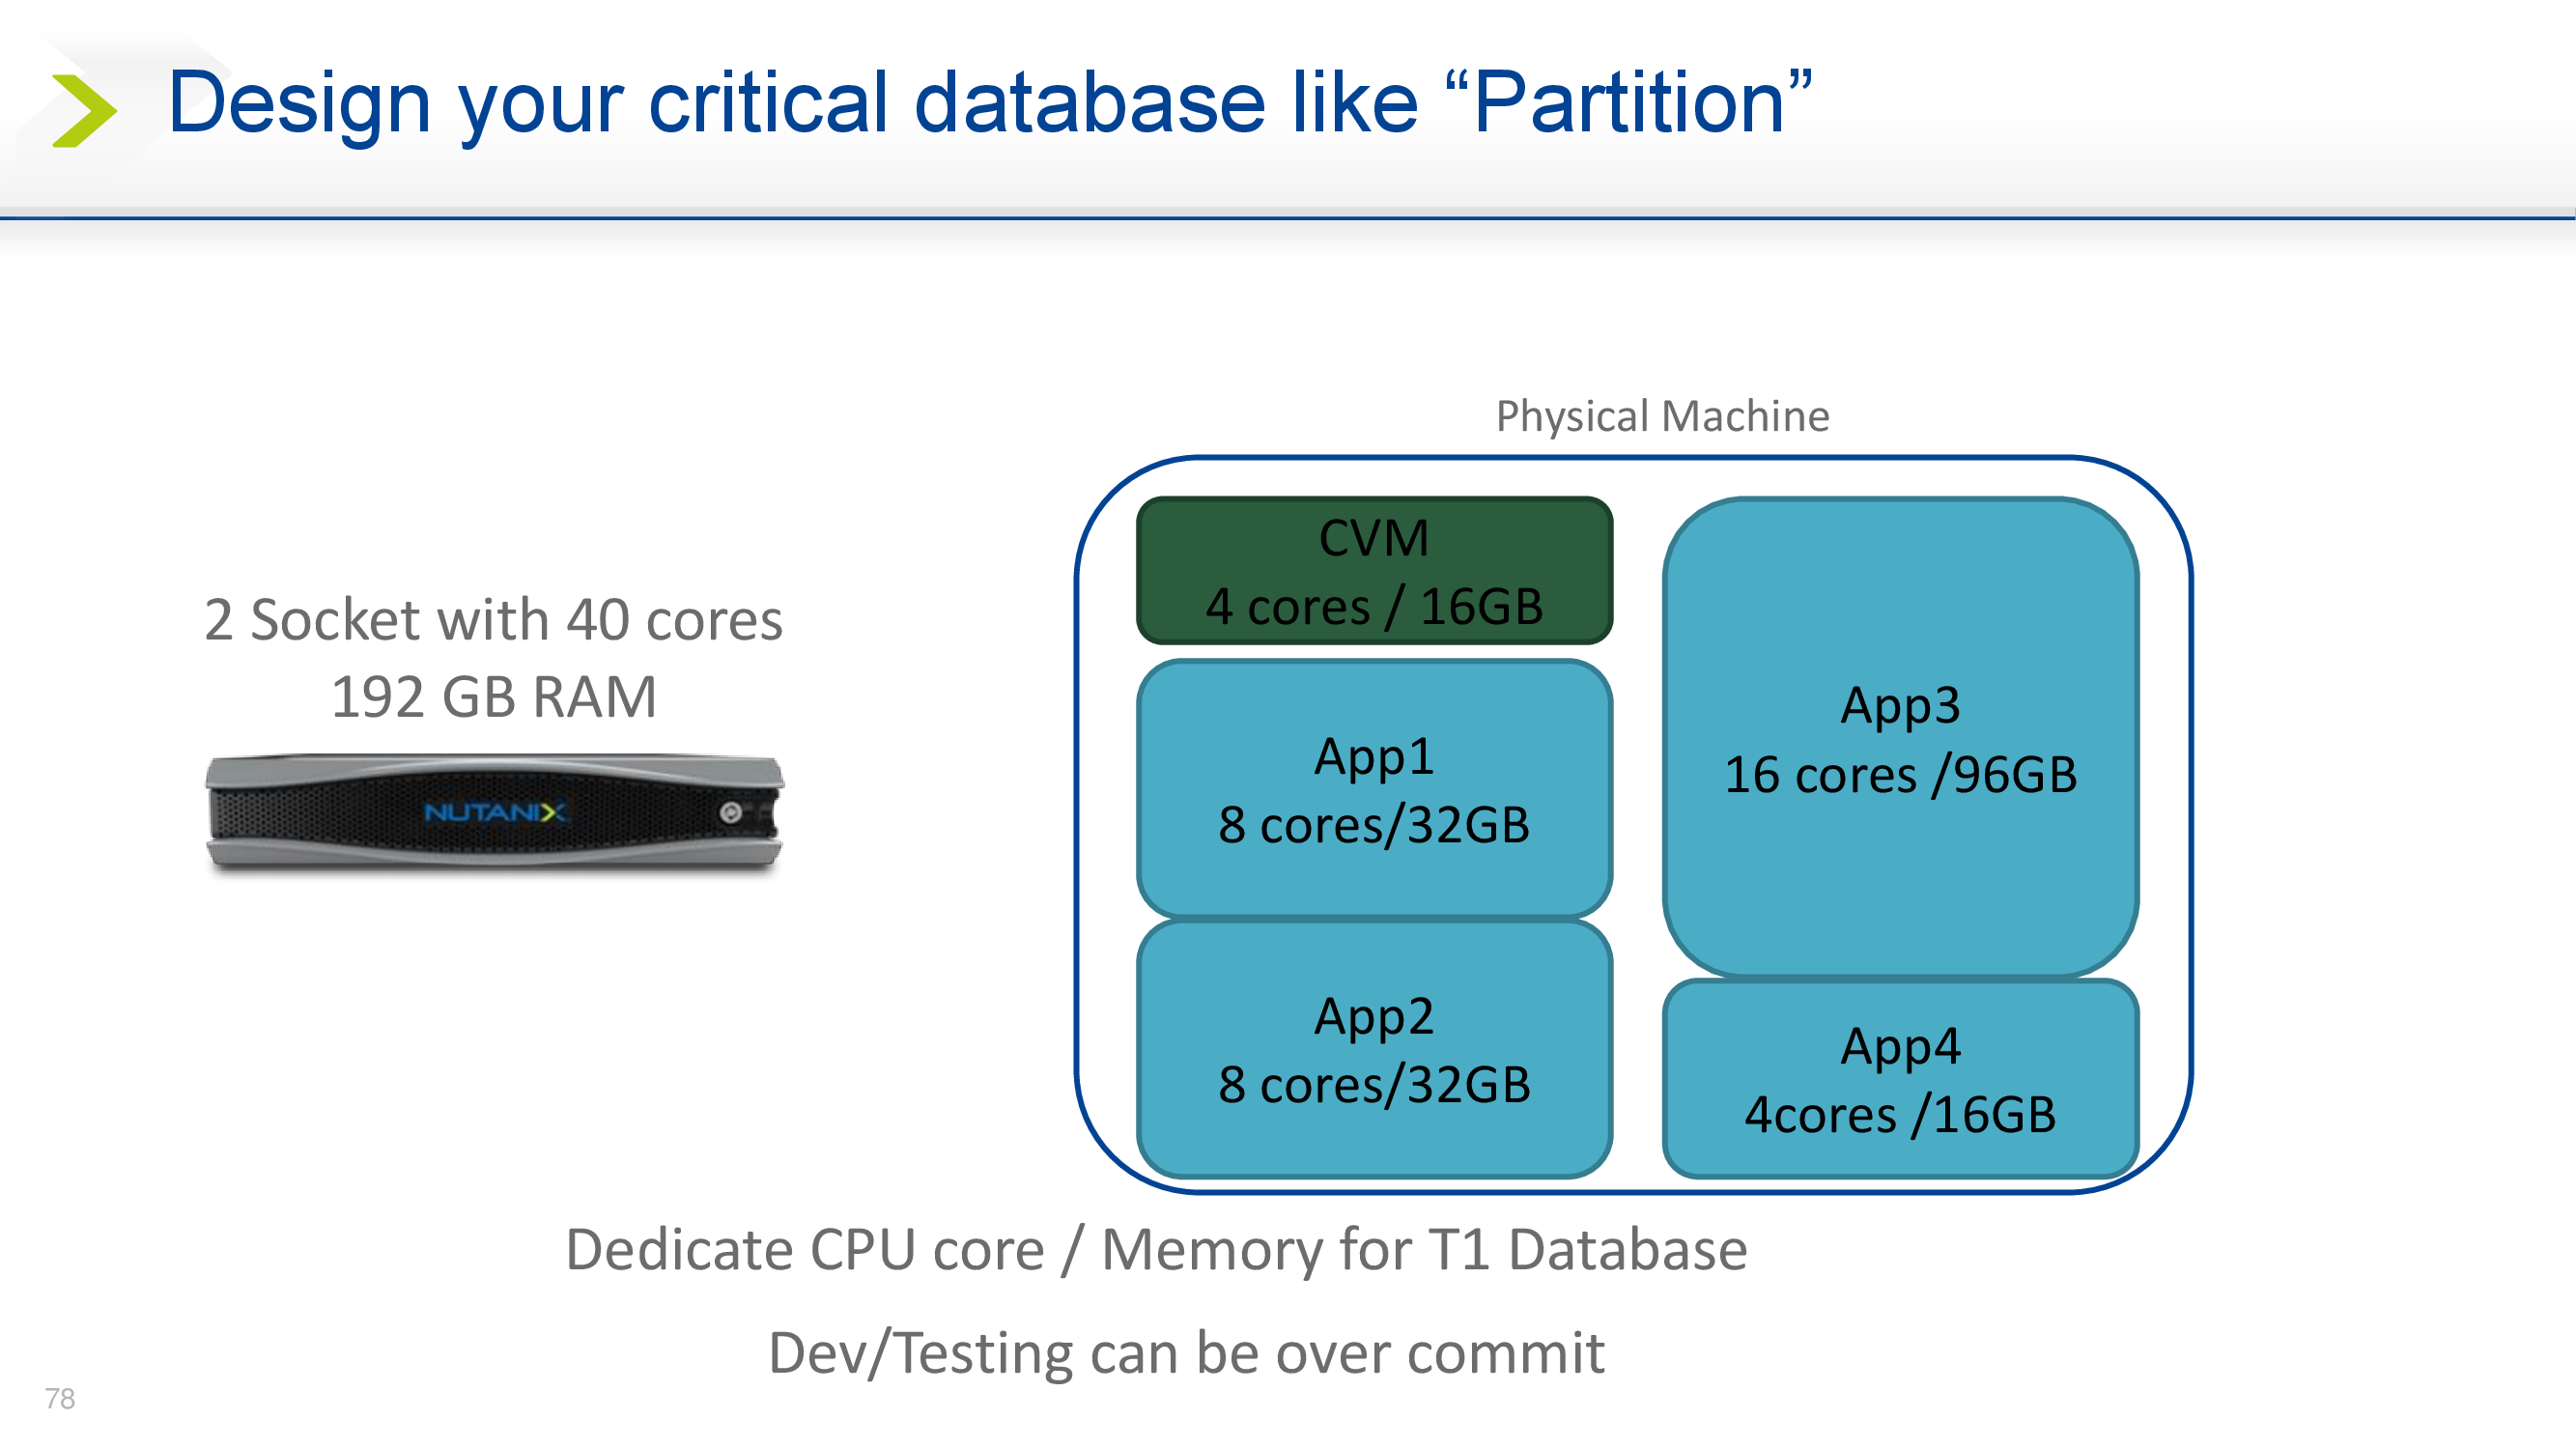 Design your critical database like “Partition”
Physical Machine
2 Socket with 40 cores
192 GB RAM
NUTANIX
CVM
4 cores / 16GB
App1
8 cores/32GB
App2
8 cores/32GB
App3
16 cores /96GB
App4
4cores /16GB
Dedicate CPU core / Memory for T1 Database
Dev/Testing can be over commit
78